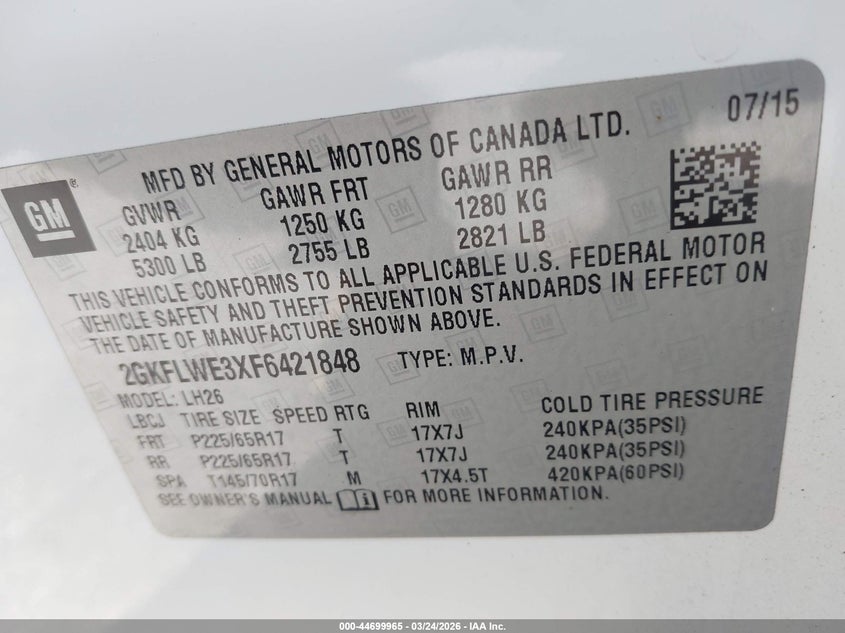 07/15
MFD BY GENERAL MOTORS OF CANADA LTD.
GM ®
GVWR GAWR FRT GAWR RR
2404 KG 1250 KG 1280 KG
5300 LB 2755 LB 2821 LB
THIS VEHICLE CONFORMS TO ALL APPLICABLE U.S. FEDERAL MOTOR
VEHICLE SAFETY AND THEFT PREVENTION STANDARDS IN EFFECT ON
THE DATE OF MANUFACTURE SHOWN ABOVE.
2GKFLWE3XF6421848 TYPE: M.P.V.
MODEL: LH26
LBCJ TIRE SIZE SPEED RTG RIM COLD TIRE PRESSURE
FRT P225/65R17 T 17X7J 240KPA(35PSI)
RR P225/65R17 T 17X7J 240KPA(35PSI)
SPA T145/70R17 M 17X4.5T 420KPA(60PSI)
SEE OWNER'S MANUAL FOR MORE INFORMATION.
000-44699965 | 03/24/2026 – IAA Inc.